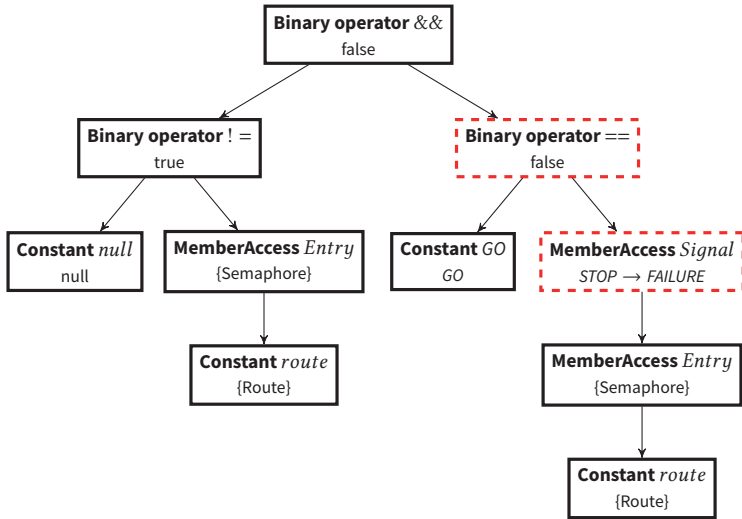 Binary operator &&
false
Binary operator ! =
true
Binary operator ==
false
Constant null
null
MemberAccess Entry
{Semaphore}
Constant GO
GO
MemberAccess Signal
STOP → FAILURE
Constant route
{Route}
MemberAccess Entry
{Semaphore}
Constant route
{Route}